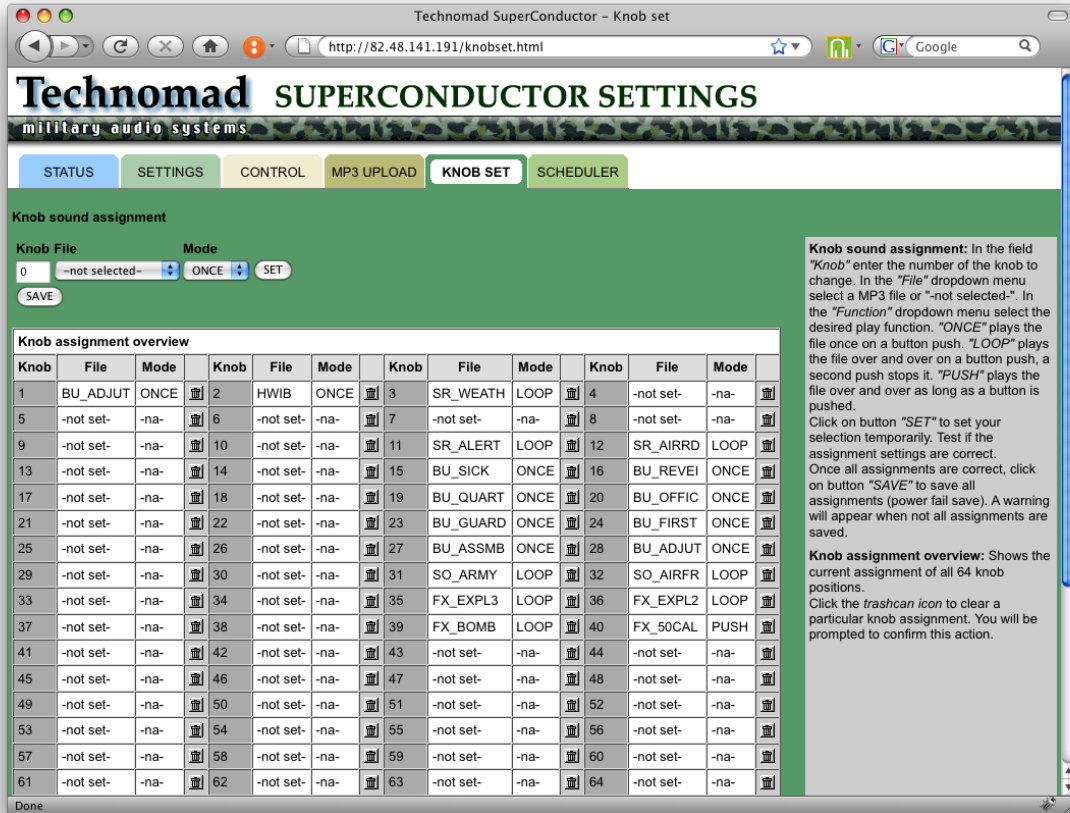 Technomad SuperConductor – Knob set
http://82.48.141.191/knobset.html
G Google
Technomad SUPERCONDUCTOR SETTINGS
military audio systems
STATUS SETTINGS CONTROL MP3 UPLOAD KNOB SET SCHEDULER
Knob sound assignment
Knob File Mode
0 -not selected- ONCE SET
SAVE
Knob assignment overview
Knob File Mode Knob File Mode Knob File Mode Knob File Mode
1 BU_ADJUT ONCE 2 HWIB ONCE 3 SR_WEATH LOOP 4 -not set- -na-
5 -not set- -na- 6 -not set- -na- 7 -not set- -na- 8 -not set- -na-
9 -not set- -na- 10 -not set- -na- 11 SR_ALERT LOOP 12 SR_AIRRD LOOP
13 -not set- -na- 14 -not set- -na- 15 BU_SICK ONCE 16 BU_REVEI ONCE
17 -not set- -na- 18 -not set- -na- 19 BU_QUART ONCE 20 BU_OFFIC ONCE
21 -not set- -na- 22 -not set- -na- 23 BU_GUARD ONCE 24 BU_FIRST ONCE
25 -not set- -na- 26 -not set- -na- 27 BU_ASSMB ONCE 28 BU_ADJUT ONCE
29 -not set- -na- 30 -not set- -na- 31 SO_ARMY LOOP 32 SO_AIRFR LOOP
33 -not set- -na- 34 -not set- -na- 35 FX_EXPL3 LOOP 36 FX_EXPL2 LOOP
37 -not set- -na- 38 -not set- -na- 39 FX_BOMB LOOP 40 FX_50CAL PUSH
41 -not set- -na- 42 -not set- -na- 43 -not set- -na- 44 -not set- -na-
45 -not set- -na- 46 -not set- -na- 47 -not set- -na- 48 -not set- -na-
49 -not set- -na- 50 -not set- -na- 51 -not set- -na- 52 -not set- -na-
53 -not set- -na- 54 -not set- -na- 55 -not set- -na- 56 -not set- -na-
57 -not set- -na- 58 -not set- -na- 59 -not set- -na- 60 -not set- -na-
61 -not set- -na- 62 -not set- -na- 63 -not set- -na- 64 -not set- -na-
Knob sound assignment: In the field
"Knob" enter the number of the knob to
change. In the "File" dropdown menu
select a MP3 file or "-not selected-". In
the "Function" dropdown menu select the
desired play function. "ONCE" plays the
file once on a button push. "LOOP" plays
the file over and over on a button push, a
second push stops it. "PUSH" plays the
file over and over as long as a button is
pushed.
Click on button "SET" to set your
selection temporarily. Test if the
assignment settings are correct.
Once all assignments are correct, click
on button "SAVE" to save all
assignments (power fail save). A warning
will appear when not all assignments are
saved.
Knob assignment overview: Shows the
current assignment of all 64 knob
positions.
Click the trashcan icon to clear a
particular knob assignment. You will be
prompted to confirm this action.
Done